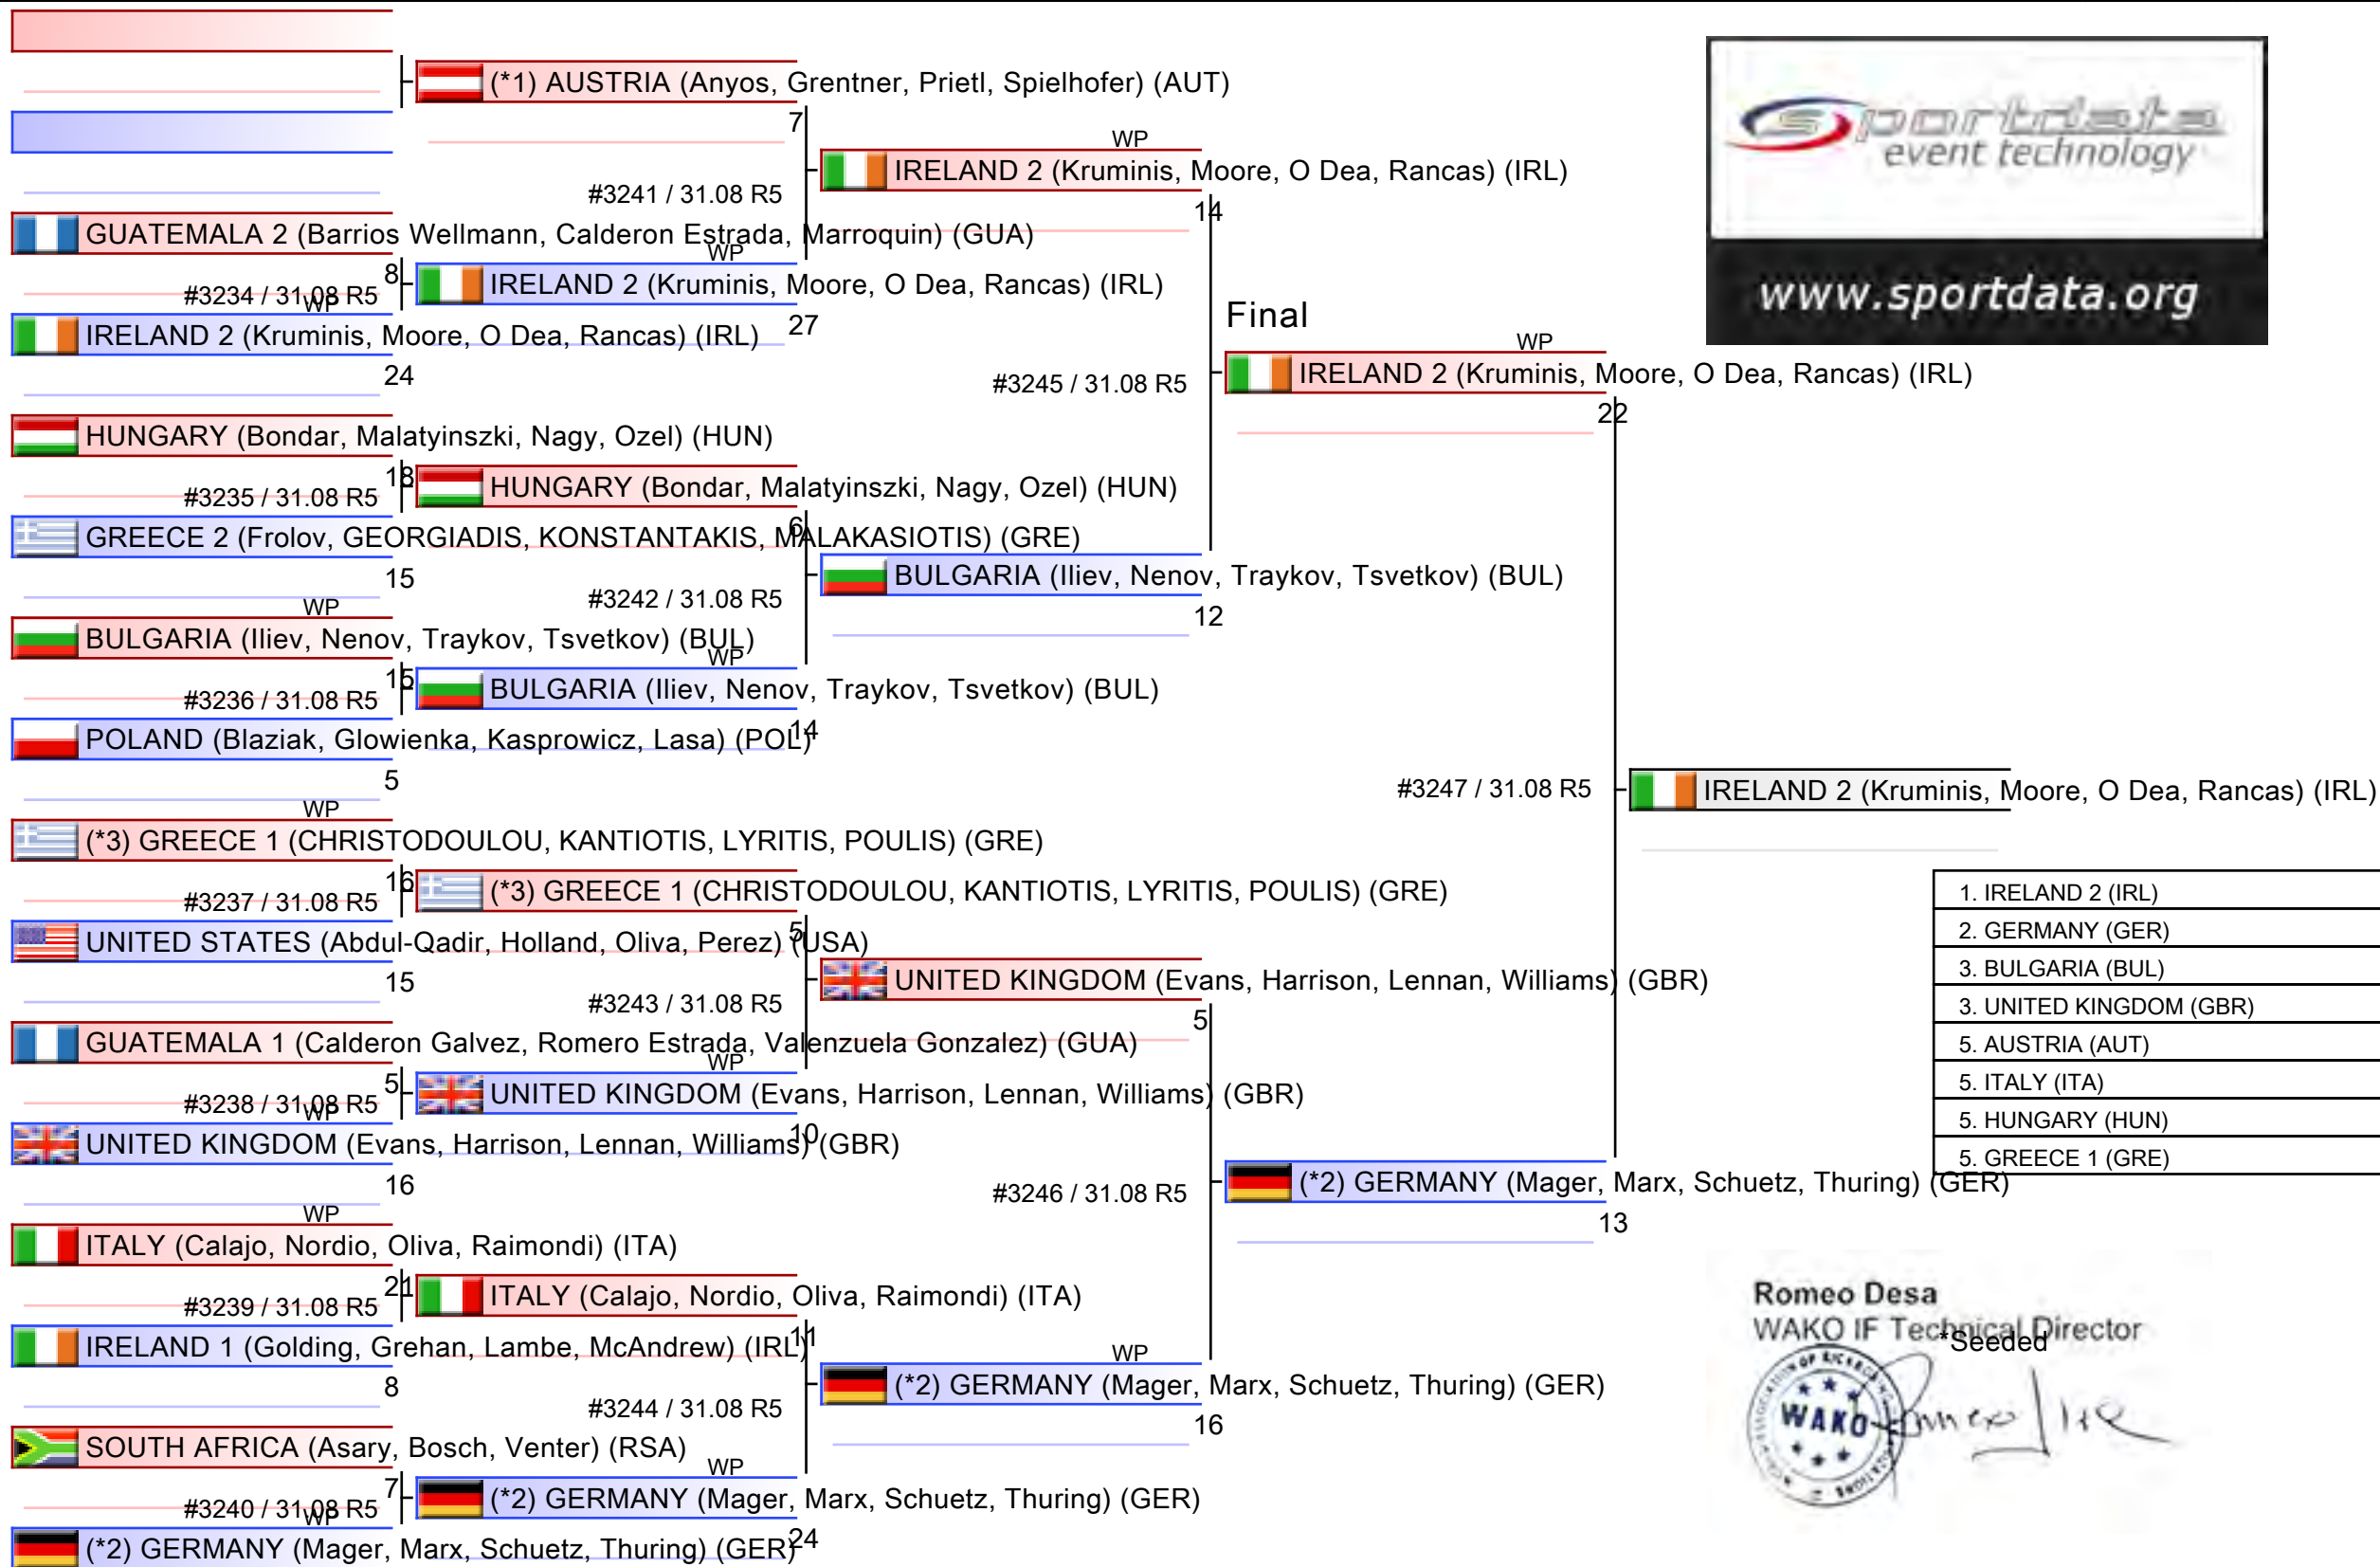 (*1) AUSTRIA (Anyos, Grentner, Prietl, Spielhofer) (AUT)
7
WP
IRELAND 2 (Kruminis, Moore, O Dea, Rancas) (IRL)
#3241 / 31.08 R5
14
GUATEMALA 2 (Barrios Wellmann, Calderon Estrada, Marroquin) (GUA)
WP
8
IRELAND 2 (Kruminis, Moore, O Dea, Rancas) (IRL)
#3234 / 31.08 R5
WP
27
IRELAND 2 (Kruminis, Moore, O Dea, Rancas) (IRL)
24
Final
WP
#3245 / 31.08 R5
IRELAND 2 (Kruminis, Moore, O Dea, Rancas) (IRL)
22
HUNGARY (Bondar, Malatyinszki, Nagy, Ozel) (HUN)
18
#3235 / 31.08 R5
HUNGARY (Bondar, Malatyinszki, Nagy, Ozel) (HUN)
6
GREECE 2 (Frolov, GEORGIADIS, KONSTANTAKIS, MALAKASIOTIS) (GRE)
15
BULGARIA (Iliev, Nenov, Traykov, Tsvetkov) (BUL)
#3242 / 31.08 R5
12
WP
BULGARIA (Iliev, Nenov, Traykov, Tsvetkov) (BUL)
WP
15
#3236 / 31.08 R5
BULGARIA (Iliev, Nenov, Traykov, Tsvetkov) (BUL)
14
POLAND (Blaziak, Glowienka, Kasprowicz, Lasa) (POL)
5
#3247 / 31.08 R5
IRELAND 2 (Kruminis, Moore, O Dea, Rancas) (IRL)
WP
(*3) GREECE 1 (CHRISTODOULOU, KANTIOTIS, LYRITIS, POULIS) (GRE)
16
#3237 / 31.08 R5
(*3) GREECE 1 (CHRISTODOULOU, KANTIOTIS, LYRITIS, POULIS) (GRE)
5
UNITED STATES (Abdul-Qadir, Holland, Oliva, Perez) (USA)
15
UNITED KINGDOM (Evans, Harrison, Lennan, Williams) (GBR)
#3243 / 31.08 R5
5
GUATEMALA 1 (Calderon Galvez, Romero Estrada, Valenzuela Gonzalez) (GUA)
WP
5
#3238 / 31.08 R5
WP
UNITED KINGDOM (Evans, Harrison, Lennan, Williams) (GBR)
10
UNITED KINGDOM (Evans, Harrison, Lennan, Williams) (GBR)
16
#3246 / 31.08 R5
(*2) GERMANY (Mager, Marx, Schuetz, Thuring) (GER)
13
WP
ITALY (Calajo, Nordio, Oliva, Raimondi) (ITA)
21
#3239 / 31.08 R5
ITALY (Calajo, Nordio, Oliva, Raimondi) (ITA)
11
IRELAND 1 (Golding, Grehan, Lambe, McAndrew) (IRL)
8
WP
(*2) GERMANY (Mager, Marx, Schuetz, Thuring) (GER)
#3244 / 31.08 R5
16
SOUTH AFRICA (Asary, Bosch, Venter) (RSA)
WP
7
#3240 / 31.08 R5
WP
(*2) GERMANY (Mager, Marx, Schuetz, Thuring) (GER)
24
(*2) GERMANY (Mager, Marx, Schuetz, Thuring) (GER)
sportdata
event technology
www.sportdata.org
1. IRELAND 2 (IRL)
2. GERMANY (GER)
3. BULGARIA (BUL)
3. UNITED KINGDOM (GBR)
5. AUSTRIA (AUT)
5. ITALY (ITA)
5. HUNGARY (HUN)
5. GREECE 1 (GRE)
Romeo Desa
WAKO IF Technical Director
*Seeded
WAKO